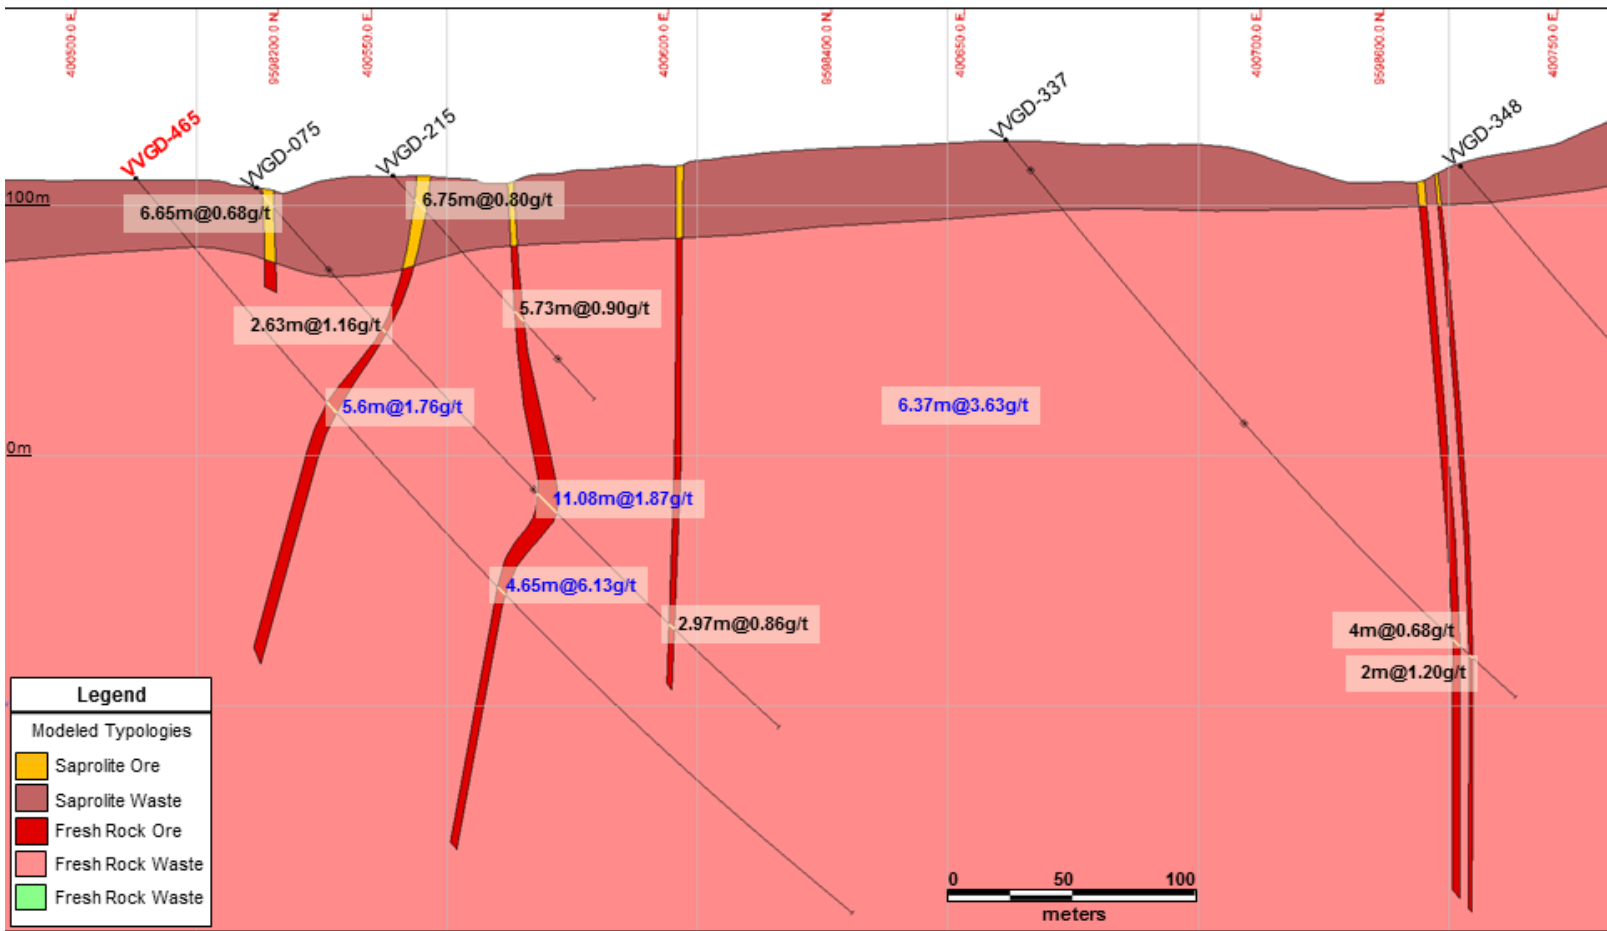 400500.0 E
9598200.0 N
400550.0 E
400600.0 E
9598400.0 N
400650.0 E
400700.0 E
9598600.0 N
400750.0 E
VVGD-465
VVGD-075
VVGD-215
VVGD-337
VVGD-348
100m
6.65m@0.68g/t
6.75m@0.80g/t
2.63m@1.16g/t
5.73m@0.90g/t
5.6m@1.76g/t
6.37m@3.63g/t
0m
11.08m@1.87g/t
4.65m@6.13g/t
2.97m@0.86g/t
4m@0.68g/t
2m@1.20g/t
Legend
Modeled Typologies
Saprolite Ore
Saprolite Waste
Fresh Rock Ore
Fresh Rock Waste
Fresh Rock Waste
0 50 100
meters